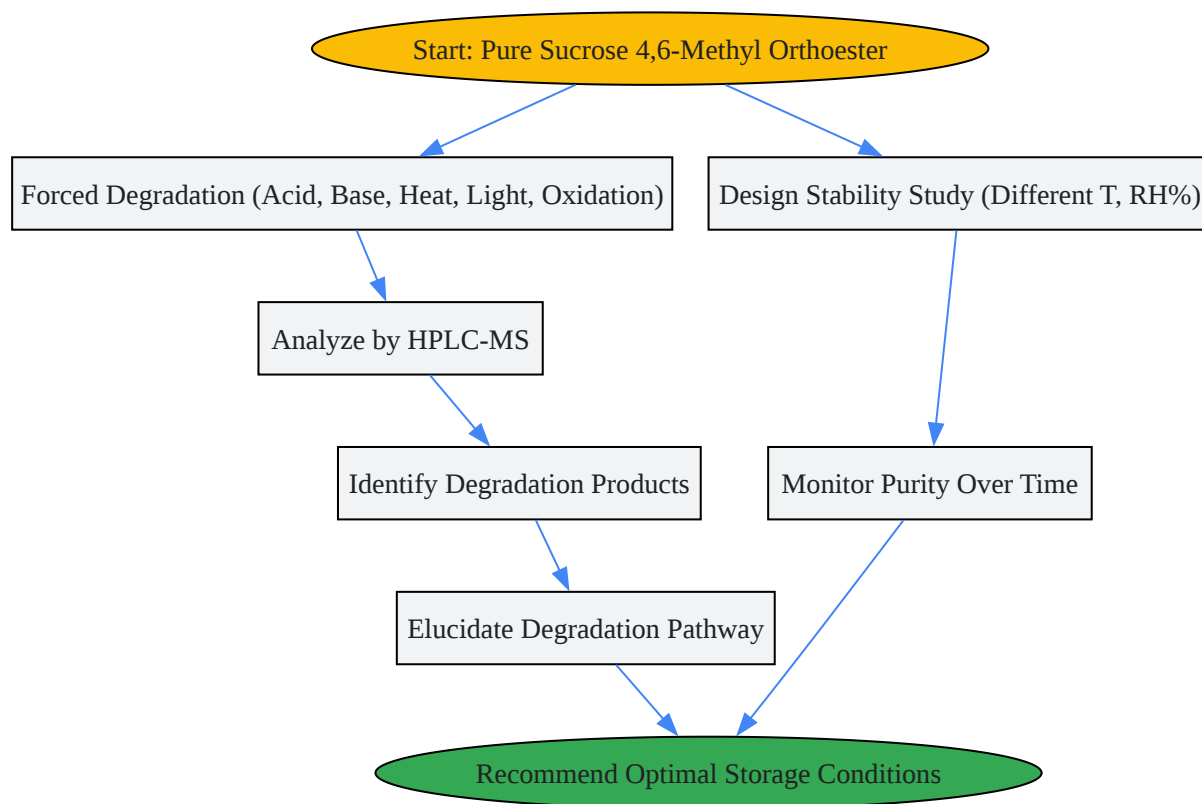 Start: Pure Sucrose 4,6-Methyl Orthoester
Forced Degradation (Acid, Base, Heat, Light, Oxidation)
Design Stability Study (Different T, RH%)
Analyze by HPLC-MS
Identify Degradation Products
Monitor Purity Over Time
Elucidate Degradation Pathway
Recommend Optimal Storage Conditions